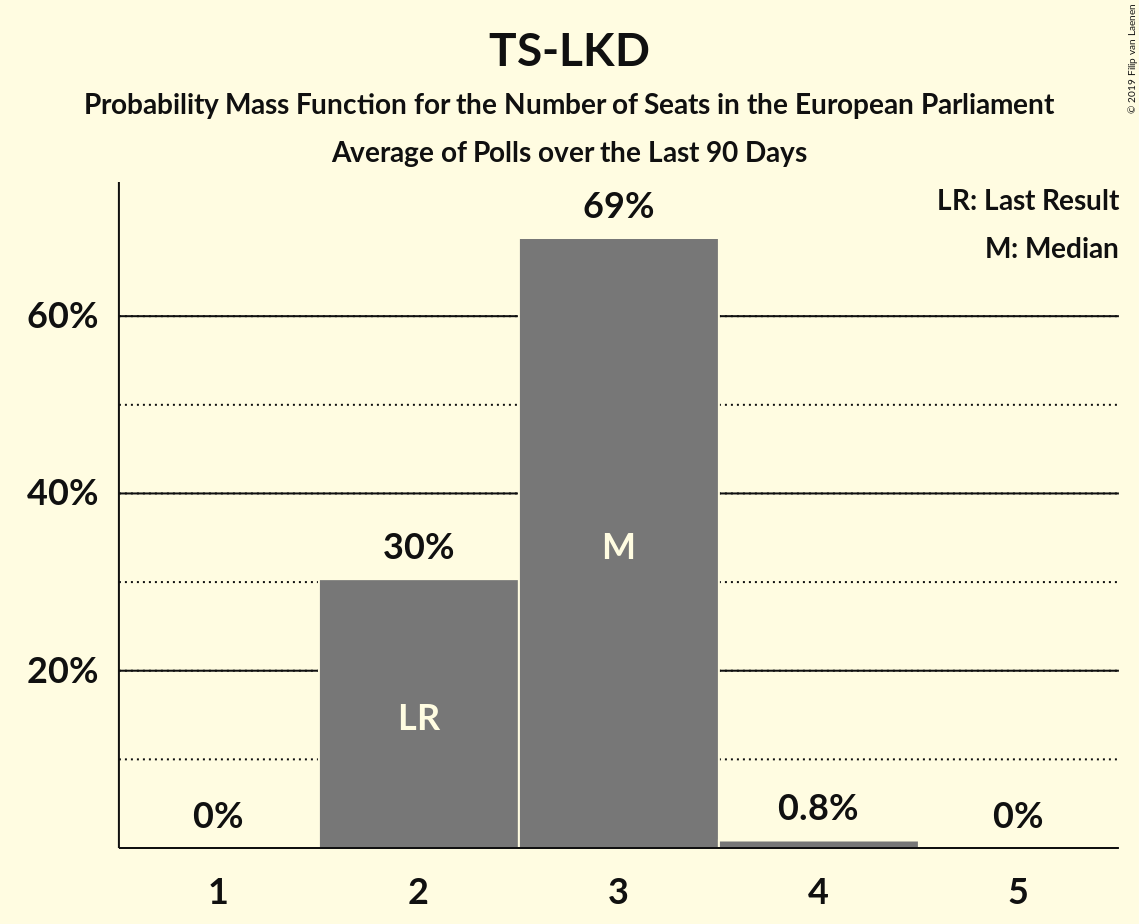 TS-LKD
Probability Mass Function for the Number of Seats in the European Parliament
Average of Polls over the Last 90 Days
© 2019 Filip van Laenen
LR: Last Result
M: Median
69%
60%
40%
30%
M
20%
LR
0%
0.8%
0%
1 2 3 4 5